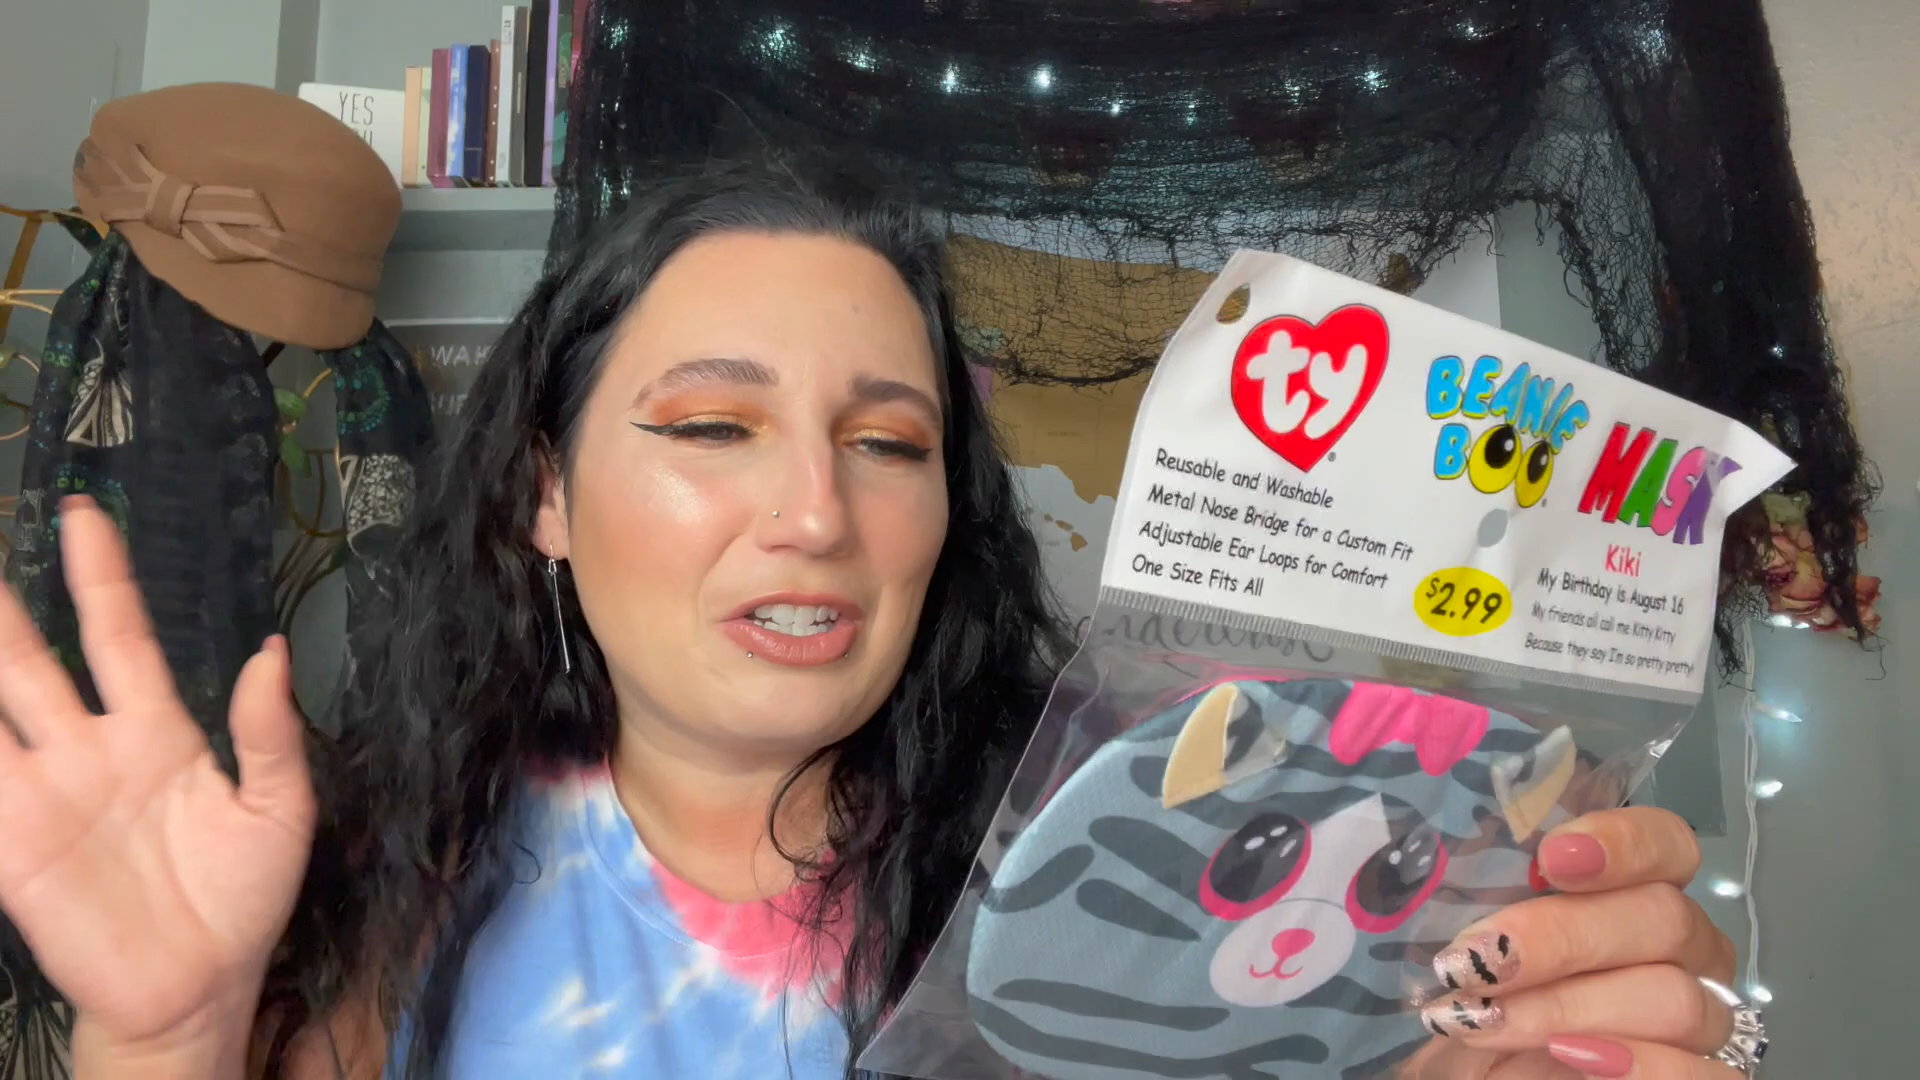 YES
ty
BEANIE
BOO
MASK
Reusable and Washable
Metal Nose Bridge for a Custom Fit
Adjustable Ear Loops for Comfort
One Size Fits All
$2.99
Kiki
My Birthday is August 16
My friends all call me Kitty Kitty
Because they say I'm so pretty pretty!